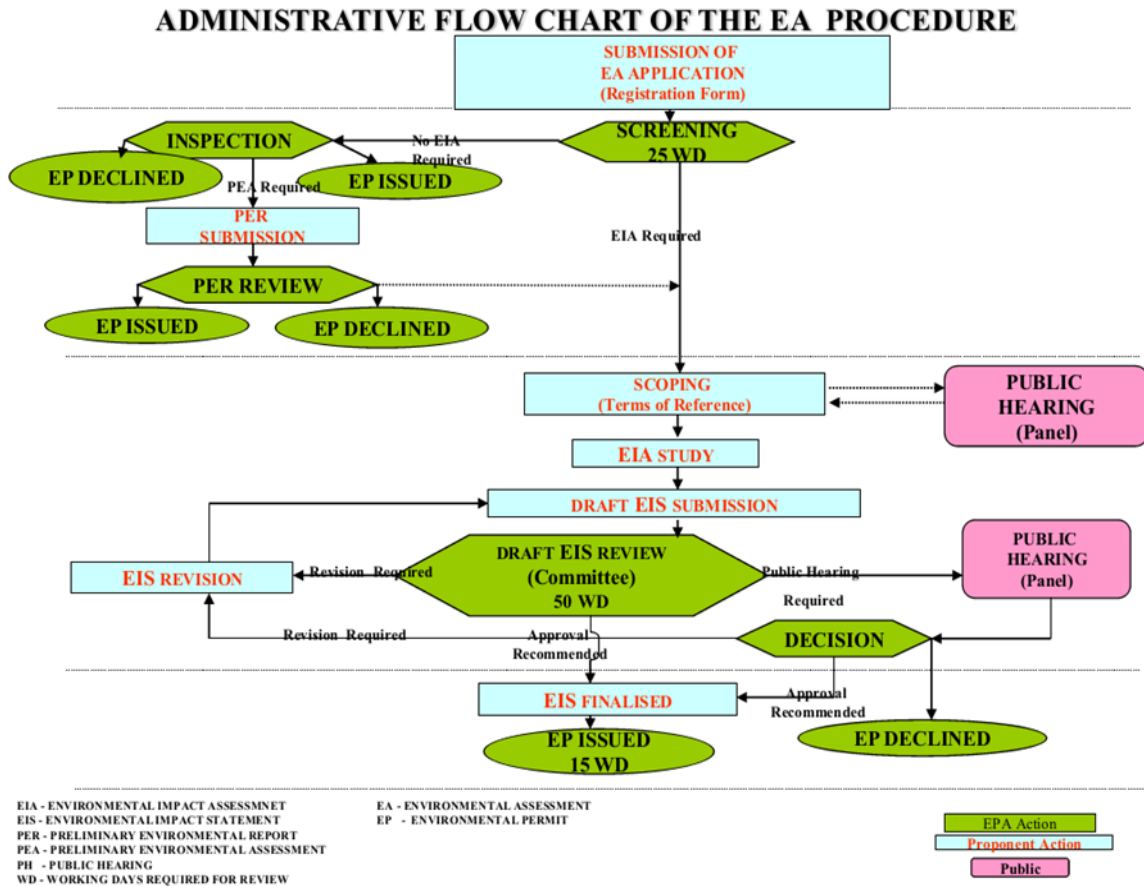 ADMINISTRATIVE FLOW CHART OF THE EA PROCEDURE
SUBMISSION OF
EA APPLICATION
(Registration Form)
INSPECTION
No EIA
Required
SCREENING
25 WD
EP DECLINED
EP ISSUED
PEA Required
PER
SUBMISSION
EIA Required
PER REVIEW
EP ISSUED
EP DECLINED
SCOPING
(Terms of Reference)
PUBLIC
HEARING
(Panel)
EIA STUDY
DRAFT EIS SUBMISSION
DRAFT EIS REVIEW
(Committee)
50 WD
PUBLIC
HEARING
(Panel)
EIS REVISION
Revision Required
Public Hearing
Required
Revision Required
Approval
Recommended
DECISION
EIS FINALISED
Approval
Recommended
EP ISSUED
15 WD
EP DECLINED
EIA - ENVIRONMENTAL IMPACT ASSESSMNET
EIS - ENVIRONMENTAL IMPACT STATEMENT
PER - PRELIMINARY ENVIRONMENTAL REPORT
PEA - PRELIMINARY ENVIRONMENTAL ASSESSMENT
PH - PUBLIC HEARING
WD - WORKING DAYS REQUIRED FOR REVIEW
EA - ENVIRONMENTAL ASSESSMENT
EP - ENVIRONMENTAL PERMIT
EPA Action
Proponent Action
Public